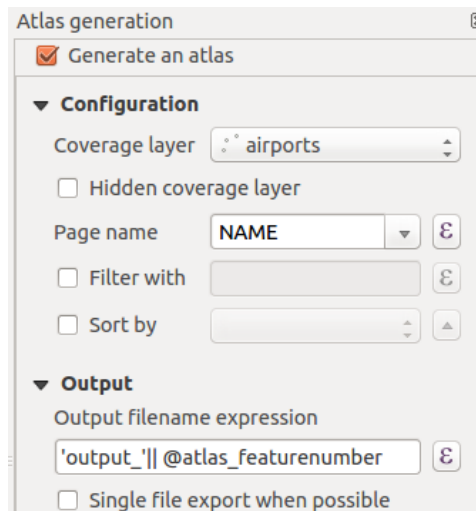 Atlas generation
Generate an atlas
Configuration
Coverage layer airports
Hidden coverage layer
Page name NAME ε
Filter with ε
Sort by
Output
Output filename expression
'output_'|| @atlas_featurenumber ε
Single file export when possible